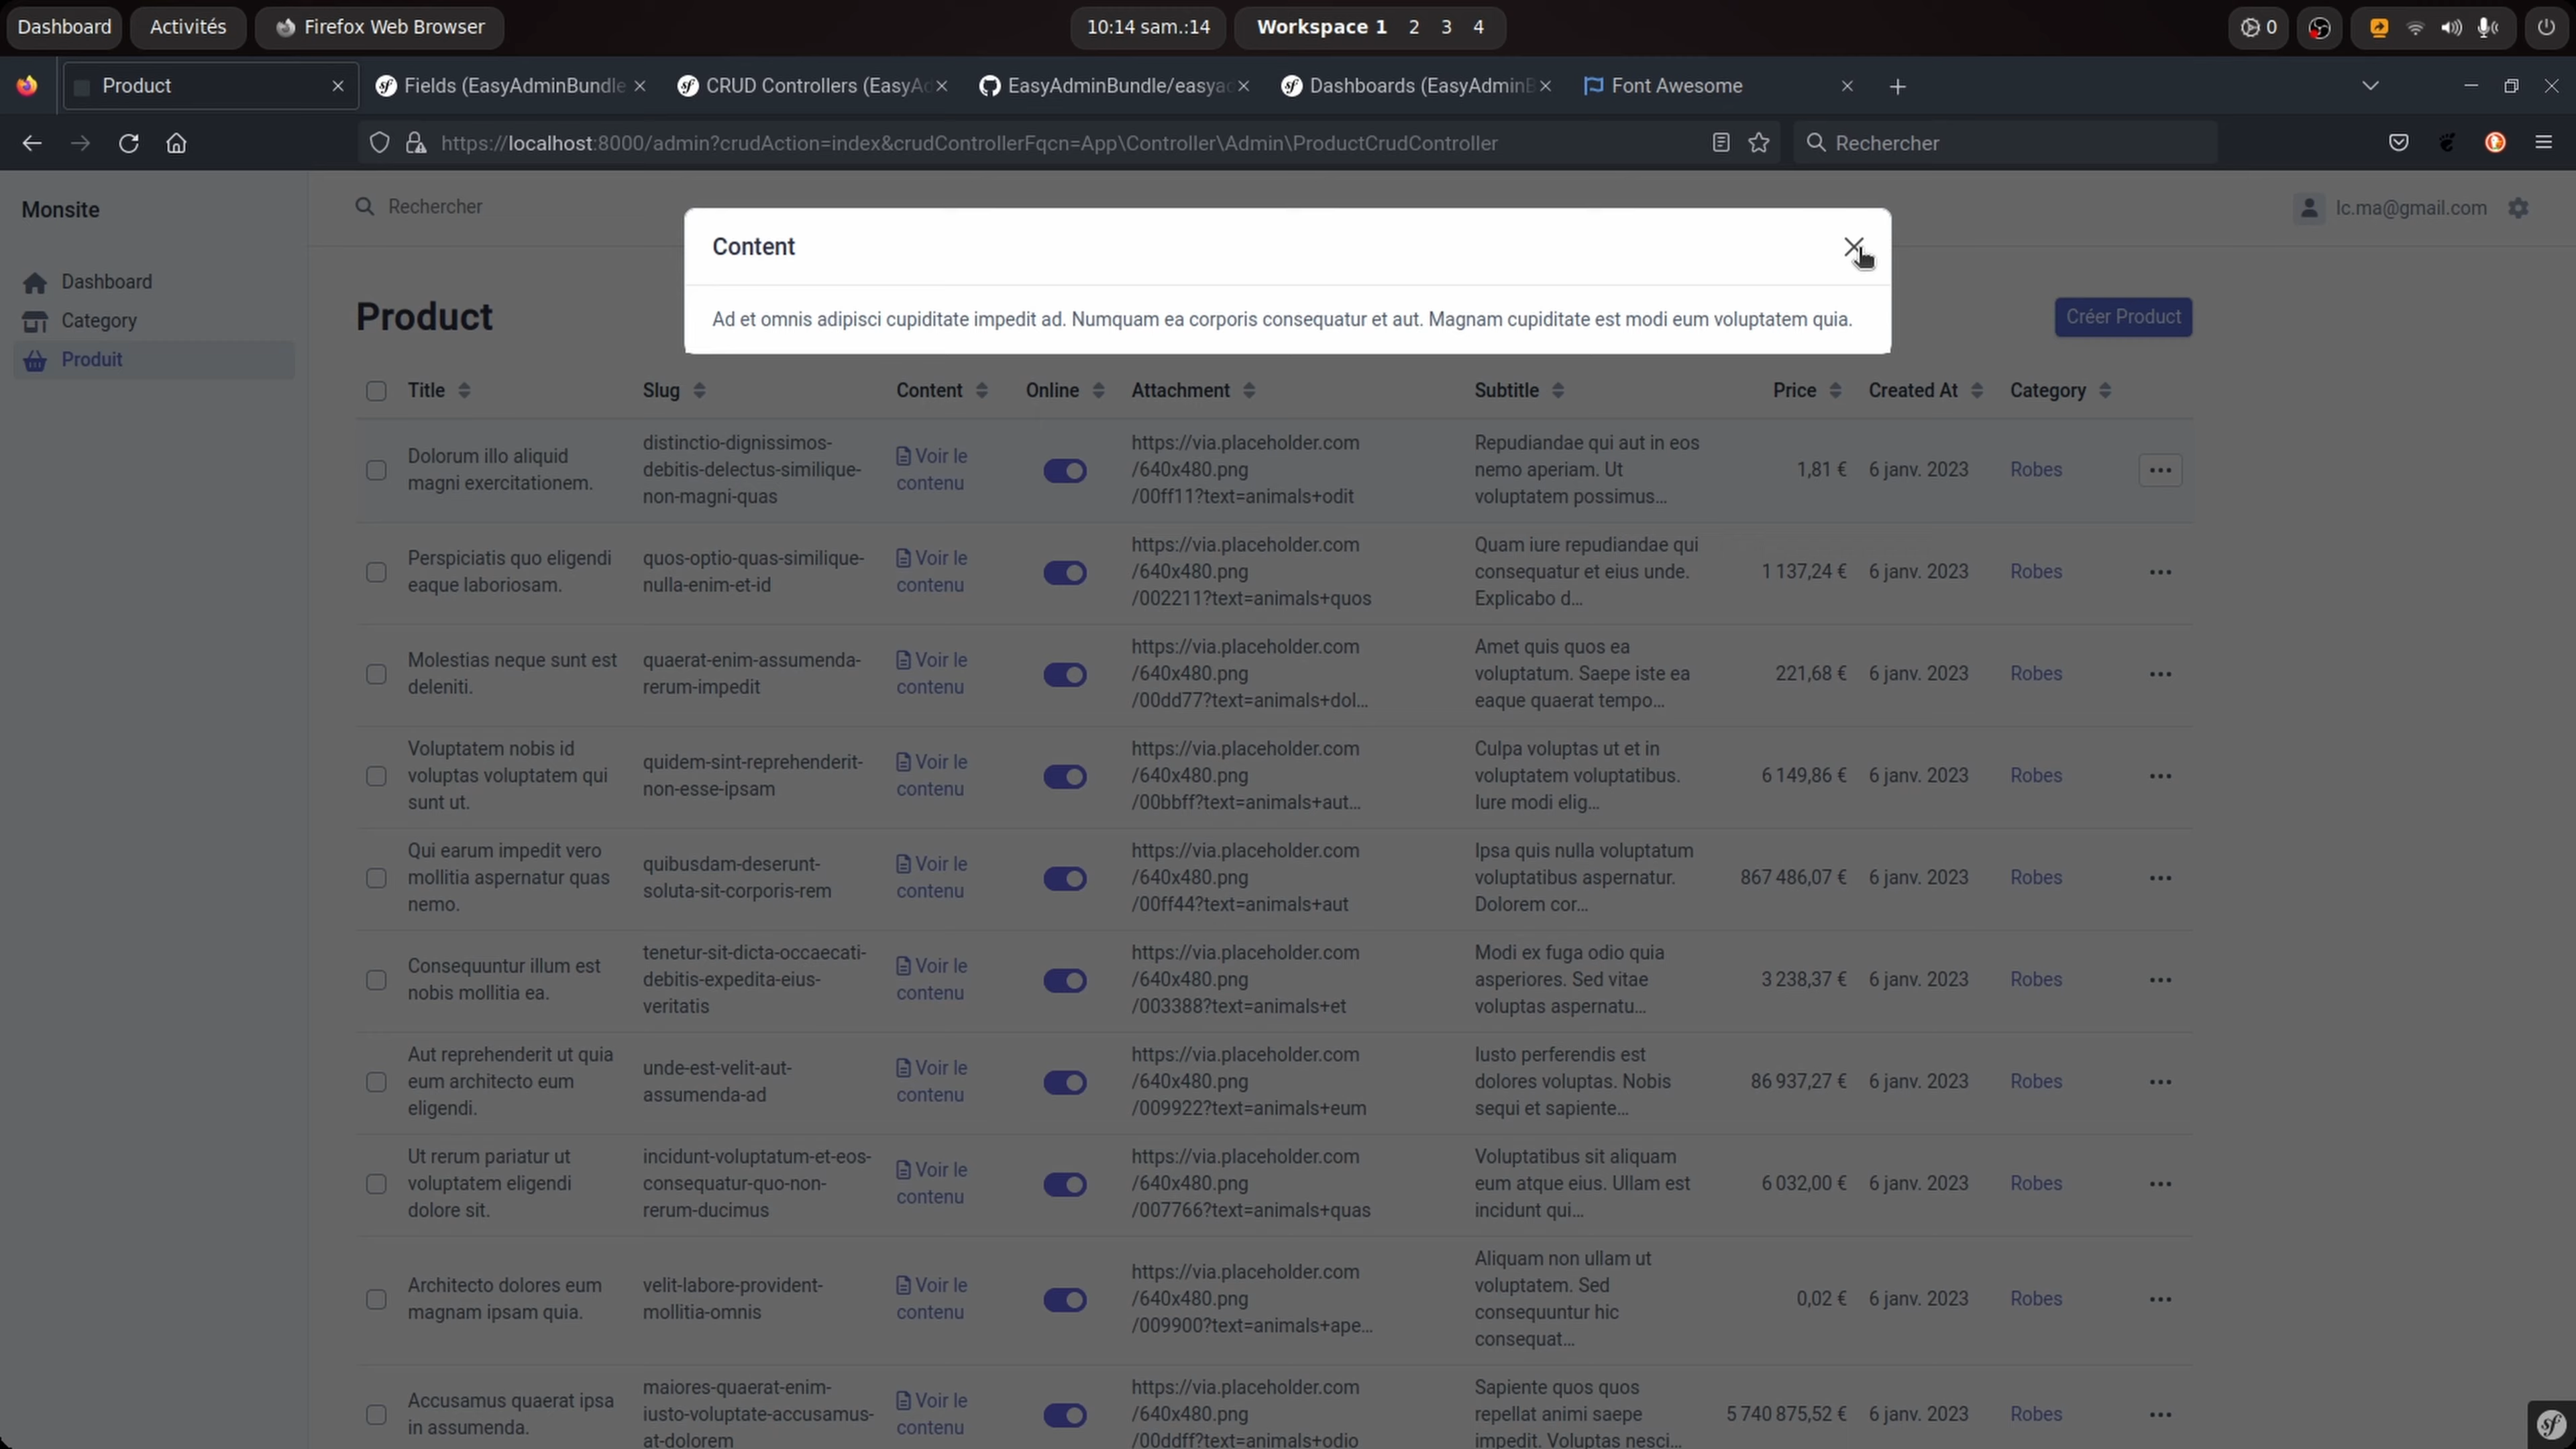 Dashboard Activités Firefox Web Browser 10:14 sam.:14 Workspace 1 2 3 4 0
Product Fields (EasyAdminBundle CRUD Controllers (EasyAd EasyAdminBundle/easyad Dashboards (EasyAdminB Font Awesome
https://localhost:8000/admin?crudAction=index&crudControllerFqcn=App\Controller\Admin\ProductCrudController Rechercher
Monsite
Rechercher
lc.ma@gmail.com
Dashboard
Category
Produit
Content
Ad et omnis adipisci cupiditate impedit ad. Numquam ea corporis consequatur et aut. Magnam cupiditate est modi eum voluptatem quia.
Product
Créer Product
Title Slug Content Online Attachment Subtitle Price Created At Category
Dolorum illo aliquid
magni exercitationem.
distinctio-dignissimos-
debitis-delectus-similique-
non-magni-quas
Voir le
contenu
https://via.placeholder.com
/640x480.png
/00ff11?text=animals+odit
Repudiandae qui aut in eos
nemo aperiam. Ut
voluptatem possimus…
1,81 €
6 janv. 2023
Robes
Perspiciatis quo eligendi
eaque laboriosam.
quos-optio-quas-similique-
nulla-enim-et-id
Voir le
contenu
https://via.placeholder.com
/640x480.png
/002211?text=animals+quos
Quam iure repudiandae qui
consequatur et eius unde.
Explicabo d…
1 137,24 €
6 janv. 2023
Robes
Molestias neque sunt est
deleniti.
quaerat-enim-assumenda-
rerum-impedit
Voir le
contenu
https://via.placeholder.com
/640x480.png
/00dd77?text=animals+dol…
Amet quis quos ea
voluptatum. Saepe iste ea
eaque quaerat tempo…
221,68 €
6 janv. 2023
Robes
Voluptatem nobis id
voluptas voluptatem qui
sunt ut.
quidem-sint-reprehenderit-
non-esse-ipsam
Voir le
contenu
https://via.placeholder.com
/640x480.png
/00bbff?text=animals+aut…
Culpa voluptas ut et in
voluptatem voluptatibus.
Iure modi elig…
6 149,86 €
6 janv. 2023
Robes
Qui earum impedit vero
mollitia aspernatur quas
nemo.
quibusdam-deserunt-
soluta-sit-corporis-rem
Voir le
contenu
https://via.placeholder.com
/640x480.png
/00ff44?text=animals+aut
Ipsa quis nulla voluptatum
voluptatibus aspernatur.
Dolorem cor…
867 486,07 €
6 janv. 2023
Robes
Consequuntur illum est
nobis mollitia ea.
tenetur-sit-dicta-occaecati-
debitis-expedita-eius-
veritatis
Voir le
contenu
https://via.placeholder.com
/640x480.png
/003388?text=animals+et
Modi ex fuga odio quia
asperiores. Sed vitae
voluptas aspernatu…
3 238,37 €
6 janv. 2023
Robes
Aut reprehenderit ut quia
eum architecto eum
eligendi.
unde-est-velit-aut-
assumenda-ad
Voir le
contenu
https://via.placeholder.com
/640x480.png
/009922?text=animals+eum
Iusto perferendis est
dolores voluptas. Nobis
sequi et sapiente…
86 937,27 €
6 janv. 2023
Robes
Ut rerum pariatur ut
voluptatem eligendi
dolore sit.
incidunt-voluptatum-et-eos-
consequatur-quo-non-
rerum-ducimus
Voir le
contenu
https://via.placeholder.com
/640x480.png
/007766?text=animals+quas
Voluptatibus sit aliquam
eum atque eius. Ullam est
incidunt qui…
6 032,00 €
6 janv. 2023
Robes
Architecto dolores eum
magnam ipsam quia.
velit-labore-provident-
mollitia-omnis
Voir le
contenu
https://via.placeholder.com
/640x480.png
/009900?text=animals+ape…
Aliquam non ullam ut
voluptatem. Sed
consequuntur hic
consequat…
0,02 €
6 janv. 2023
Robes
Accusamus quaerat ipsa
in assumenda.
maiores-quaerat-enim-
iusto-voluptate-accusamus-
at-dolorem
Voir le
contenu
https://via.placeholder.com
/640x480.png
/00ddff?text=animals+odio
Sapiente quos quos
repellat animi saepe
impedit. Voluptas nesci…
5 740 875,52 €
6 janv. 2023
Robes